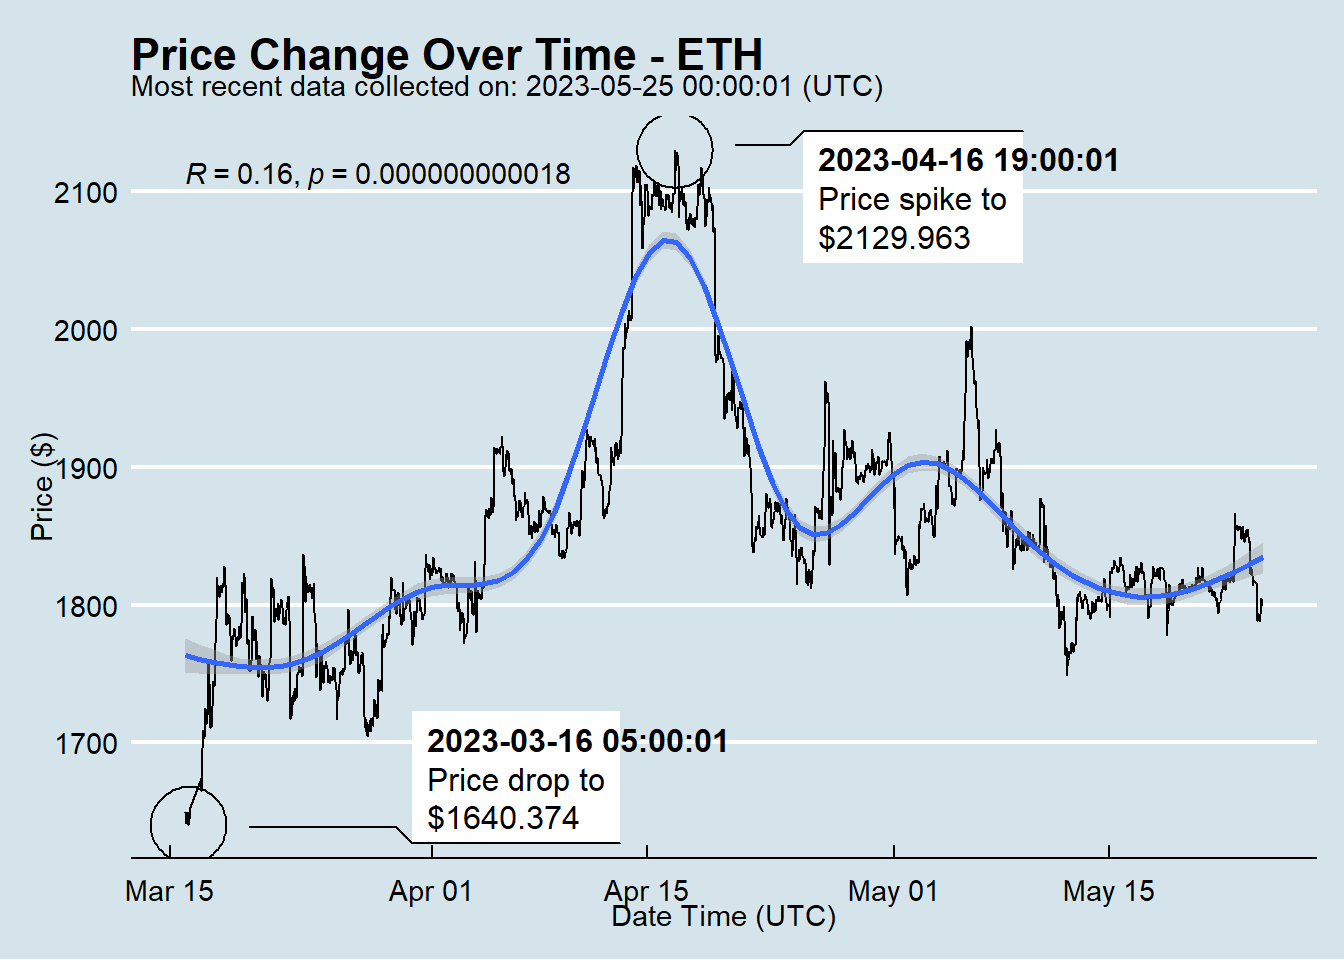 Price Change Over Time - ETH
Most recent data collected on: 2023-05-25 00:00:01 (UTC)
R = 0.16, p = 0.000000000018
2023-04-16 19:00:01
Price spike to
$2129.963
2100
2000
1900
1800
1700
Price ($)
2023-03-16 05:00:01
Price drop to
$1640.374
Mar 15 Apr 01 Apr 15 May 01 May 15
Date Time (UTC)